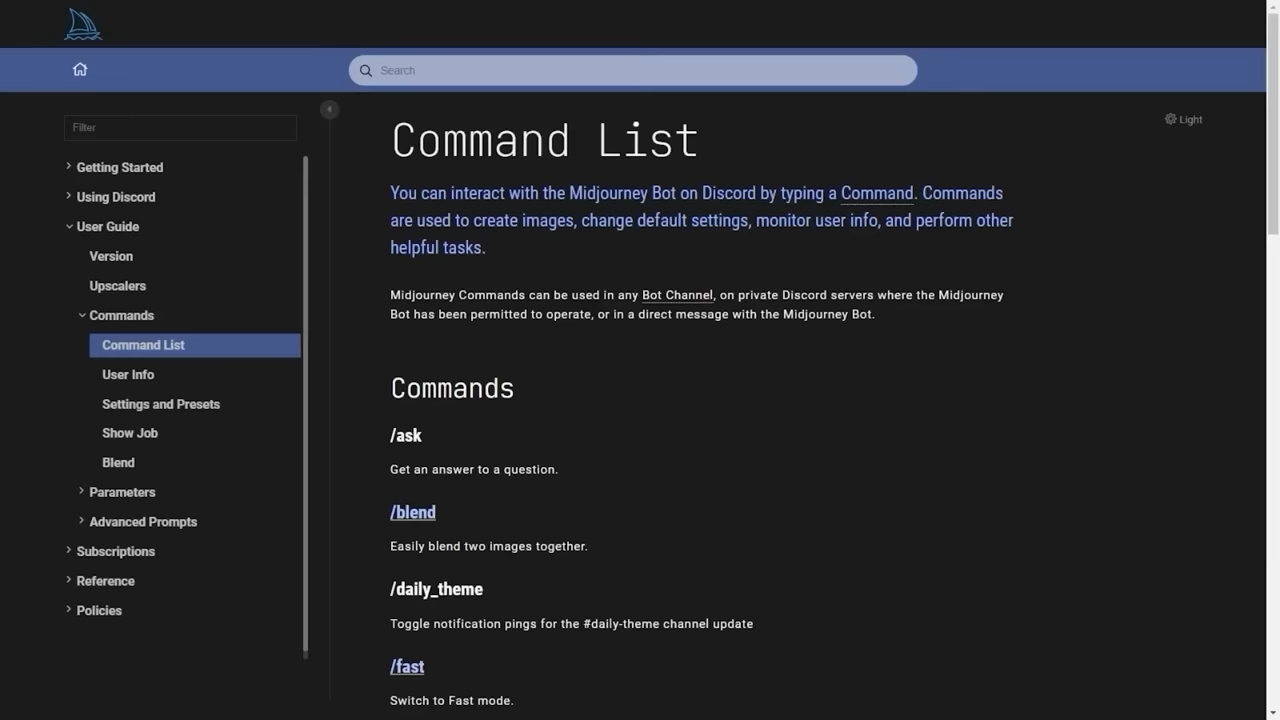 Search
Filter
Getting Started
Using Discord
User Guide
Version
Upscalers
Commands
Command List
User Info
Settings and Presets
Show Job
Blend
Parameters
Advanced Prompts
Subscriptions
Reference
Policies
Light
Command List
You can interact with the Midjourney Bot on Discord by typing a Command. Commands
are used to create images, change default settings, monitor user info, and perform other
helpful tasks.
Midjourney Commands can be used in any Bot Channel, on private Discord servers where the Midjourney
Bot has been permitted to operate, or in a direct message with the Midjourney Bot.
Commands
/ask
Get an answer to a question.
/blend
Easily blend two images together.
/daily_theme
Toggle notification pings for the #daily-theme channel update
/fast
Switch to Fast mode.